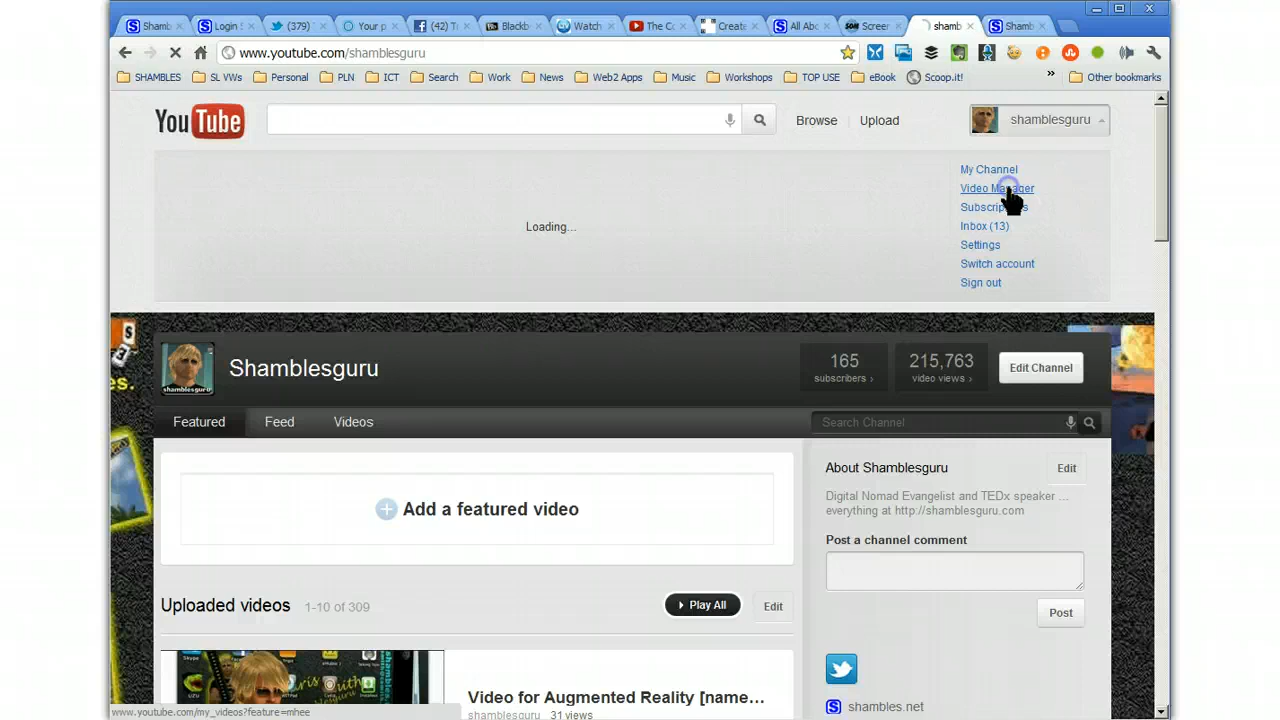 Shamb
Login
(379)
Your p
(42)
Blackb
Watch
The Co
Create
All Abo
Screer
shamb
Shamb
www.youtube.com/shamblesguru
SHAMBLES SL VWs Personal PLN ICT Search Work News Web2 Apps Music Workshops TOP USE eBook Scoop.it! » Other bookmarks
YouTube Browse Upload shamblesguru
My Channel
Video Manager
Loading...
Inbox (13)
Settings
Switch account
Sign out
Shamblesguru
165
subscribers ›
215,763
video views ›
Edit Channel
Featured Feed Videos Search Channel
About Shamblesguru Edit
Digital Nomad Evangelist and TEDx speaker ...
everything at http://shamblesguru.com
+ Add a featured video
Post a channel comment
Post
Uploaded videos 1-10 of 309 Play All Edit
Video for Augmented Reality [name...
shamblesguru 31 views
shambles.net
www.youtube.com/my_videos?feature=mhee